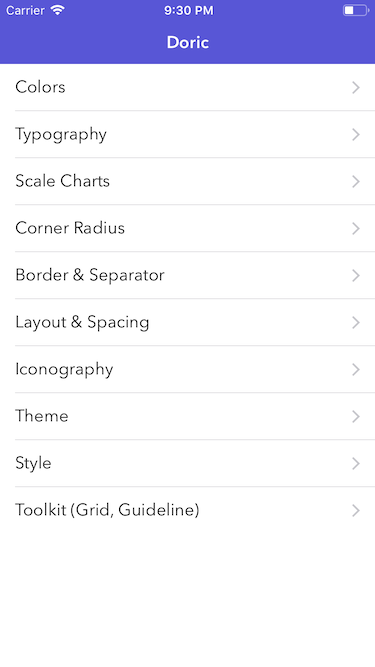 Carrier 9:30 PM
Doric
Colors
Typography
Scale Charts
Corner Radius
Border & Separator
Layout & Spacing
Iconography
Theme
Style
Toolkit (Grid, Guideline)